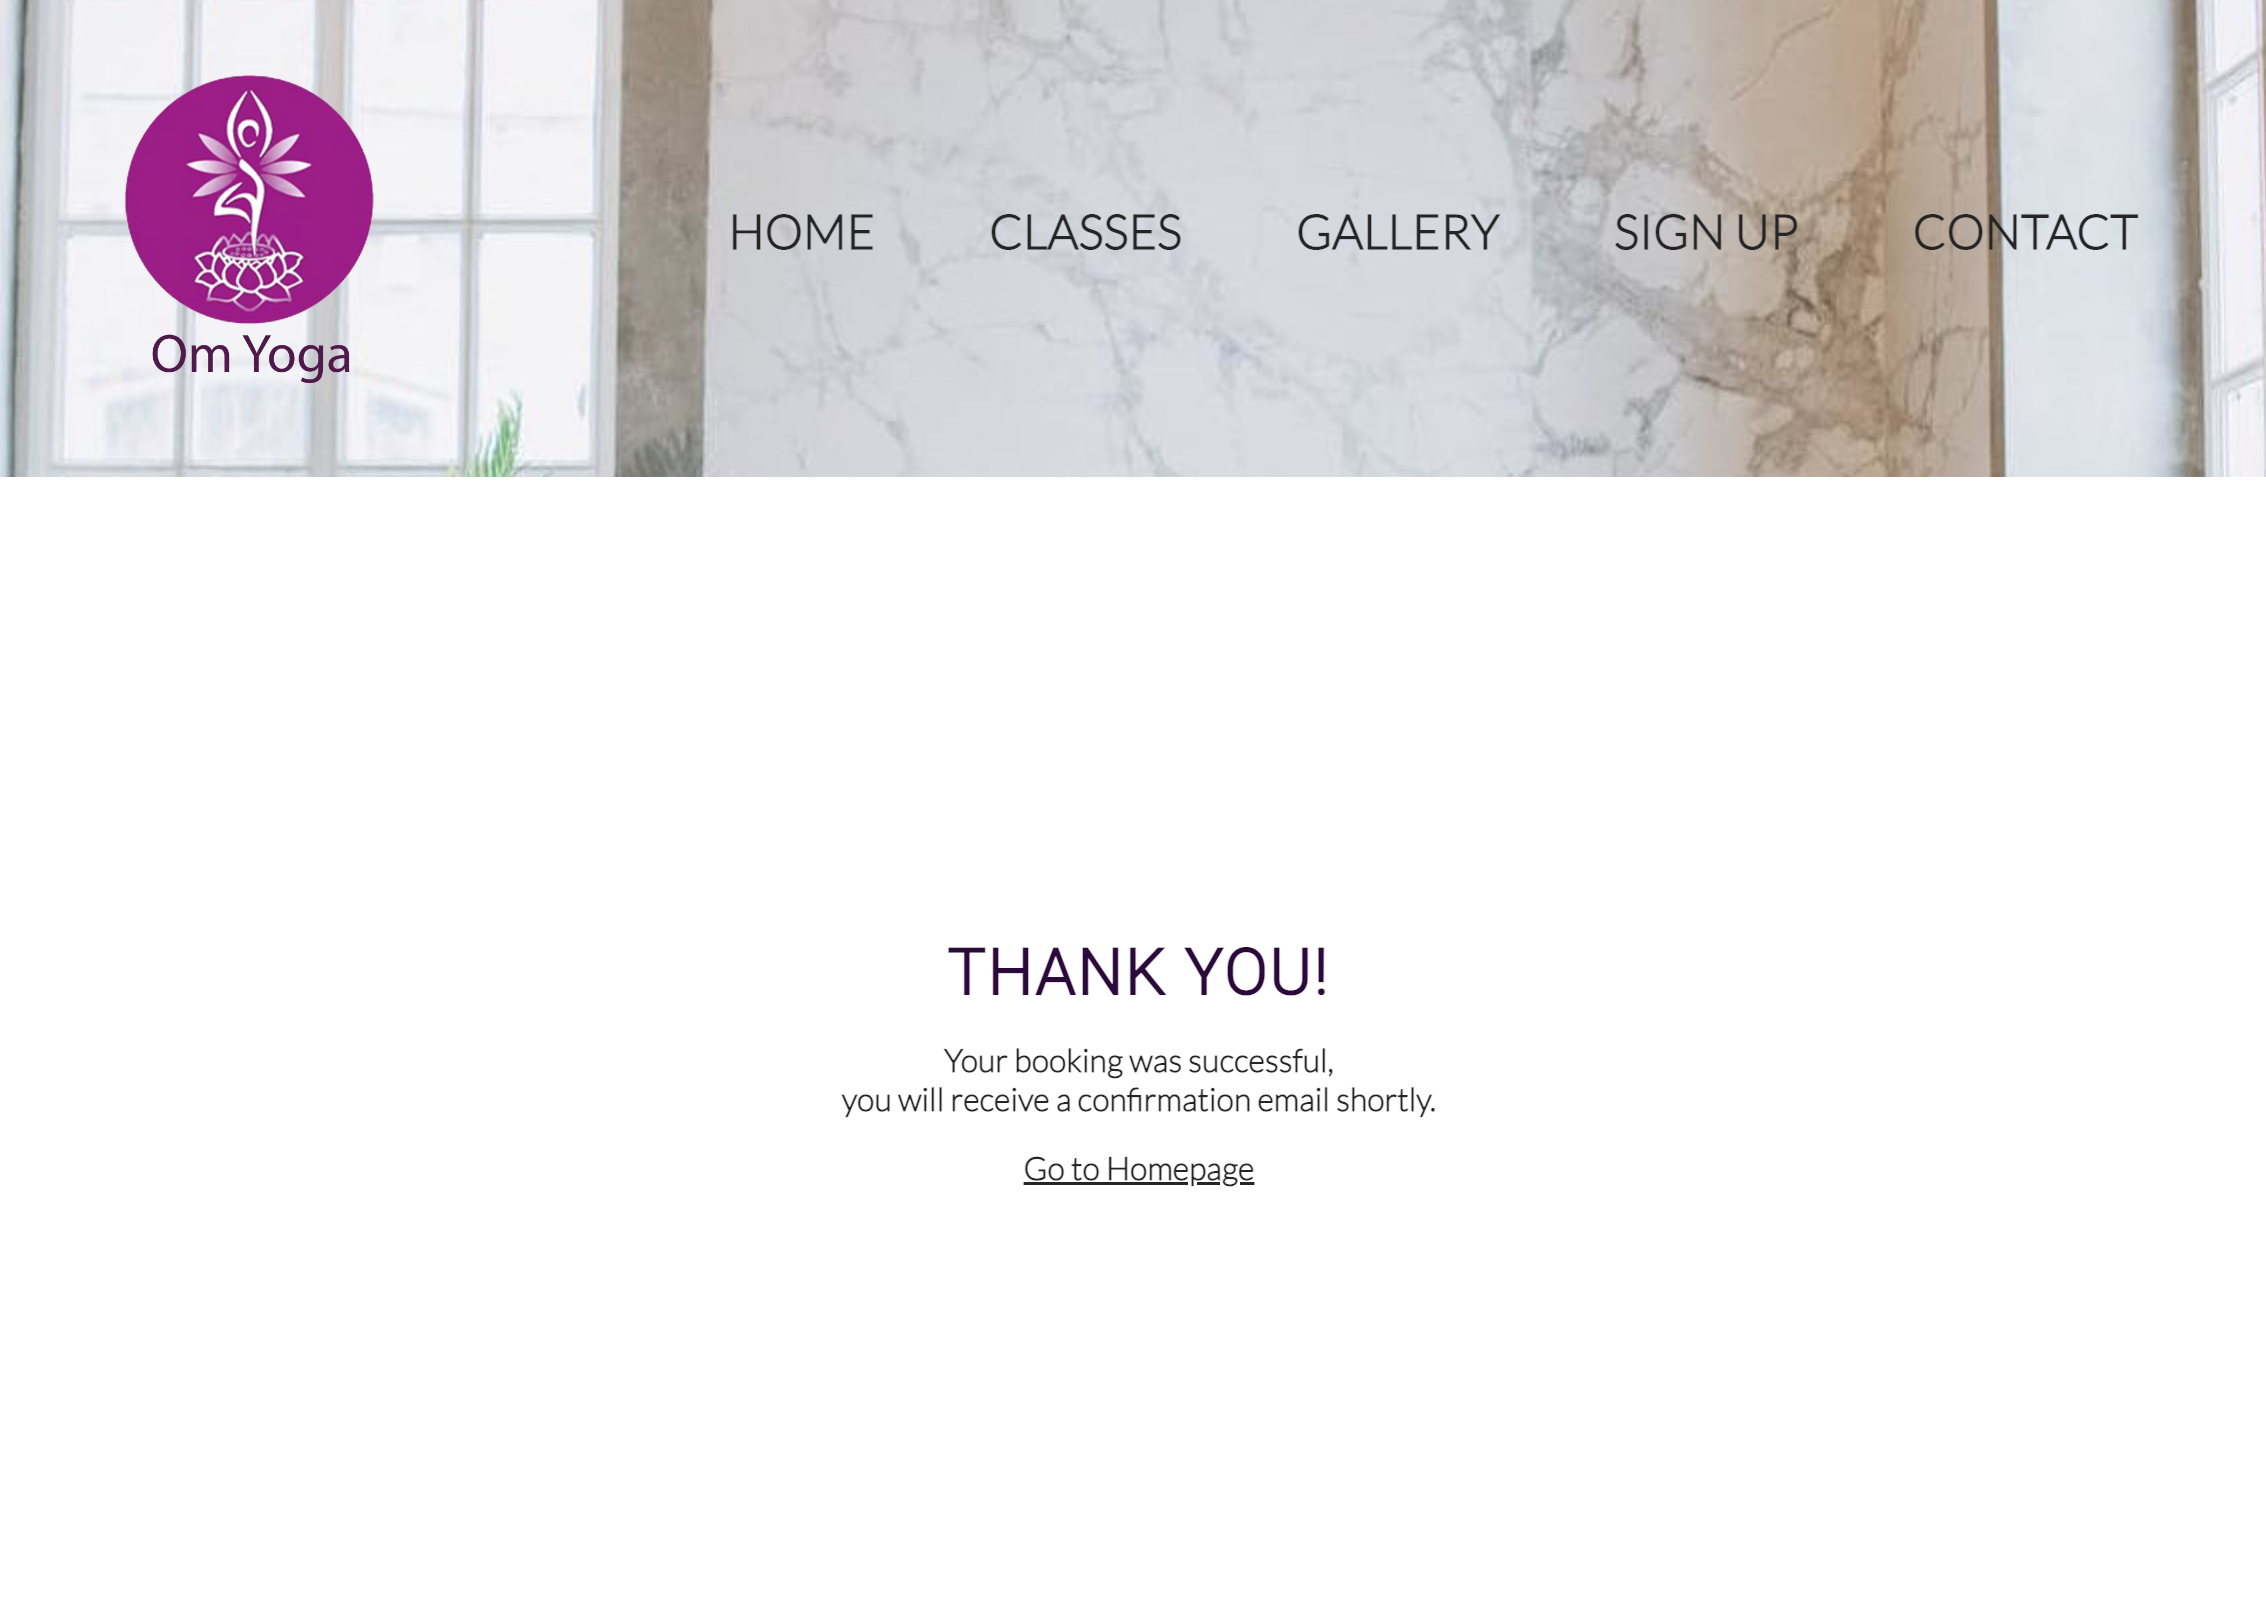 Om Yoga
HOME CLASSES GALLERY SIGN UP CONTACT
THANK YOU!
Your booking was successful,
you will receive a confirmation email shortly.
Go to Homepage